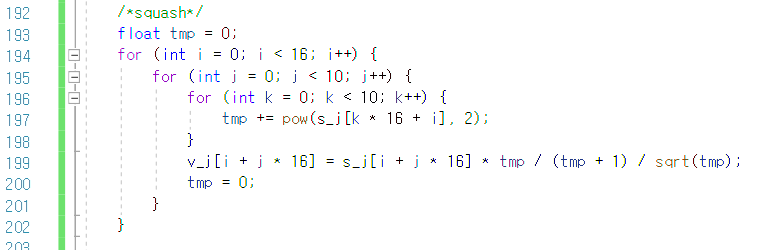 192 /*squash*/
193 float tmp = 0;
194 for (int i = 0; i < 16; i++) {
195 for (int j = 0; j < 10; j++) {
196 for (int k = 0; k < 10; k++) {
197 tmp += pow(s_j[k * 16 + i], 2);
198 }
199 v_j[i + j * 16] = s_j[i + j * 16] * tmp / (tmp + 1) / sqrt(tmp);
200 tmp = 0;
201 }
202 }
203